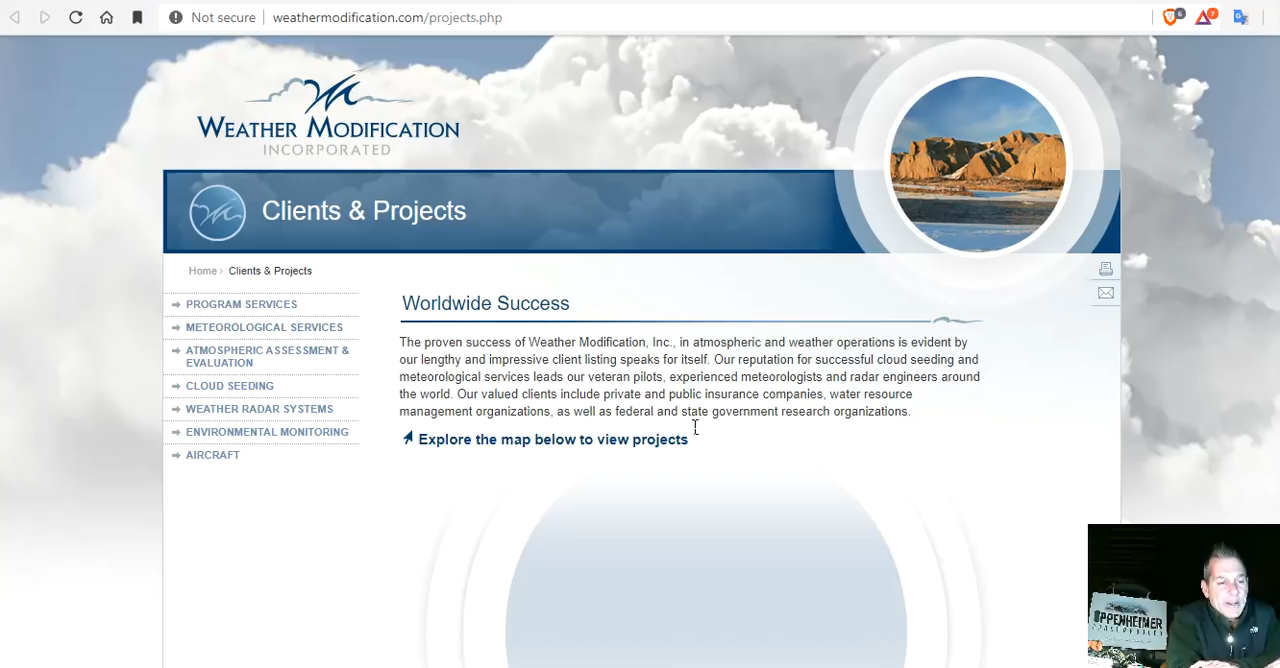 Not secure
weathermodification.com/projects.php
6
7
WEATHER MODIFICATION
INCORPORATED
Clients & Projects
Home › Clients & Projects
PROGRAM SERVICES
METEOROLOGICAL SERVICES
ATMOSPHERIC ASSESSMENT &
EVALUATION
CLOUD SEEDING
WEATHER RADAR SYSTEMS
ENVIRONMENTAL MONITORING
AIRCRAFT
Worldwide Success
The proven success of Weather Modification, Inc., in atmospheric and weather operations is evident by
our lengthy and impressive client listing speaks for itself. Our reputation for successful cloud seeding and
meteorological services leads our veteran pilots, experienced meteorologists and radar engineers around
the world. Our valued clients include private and public insurance companies, water resource
management organizations, as well as federal and state government research organizations.
Explore the map below to view projects
OPPENHEIMER